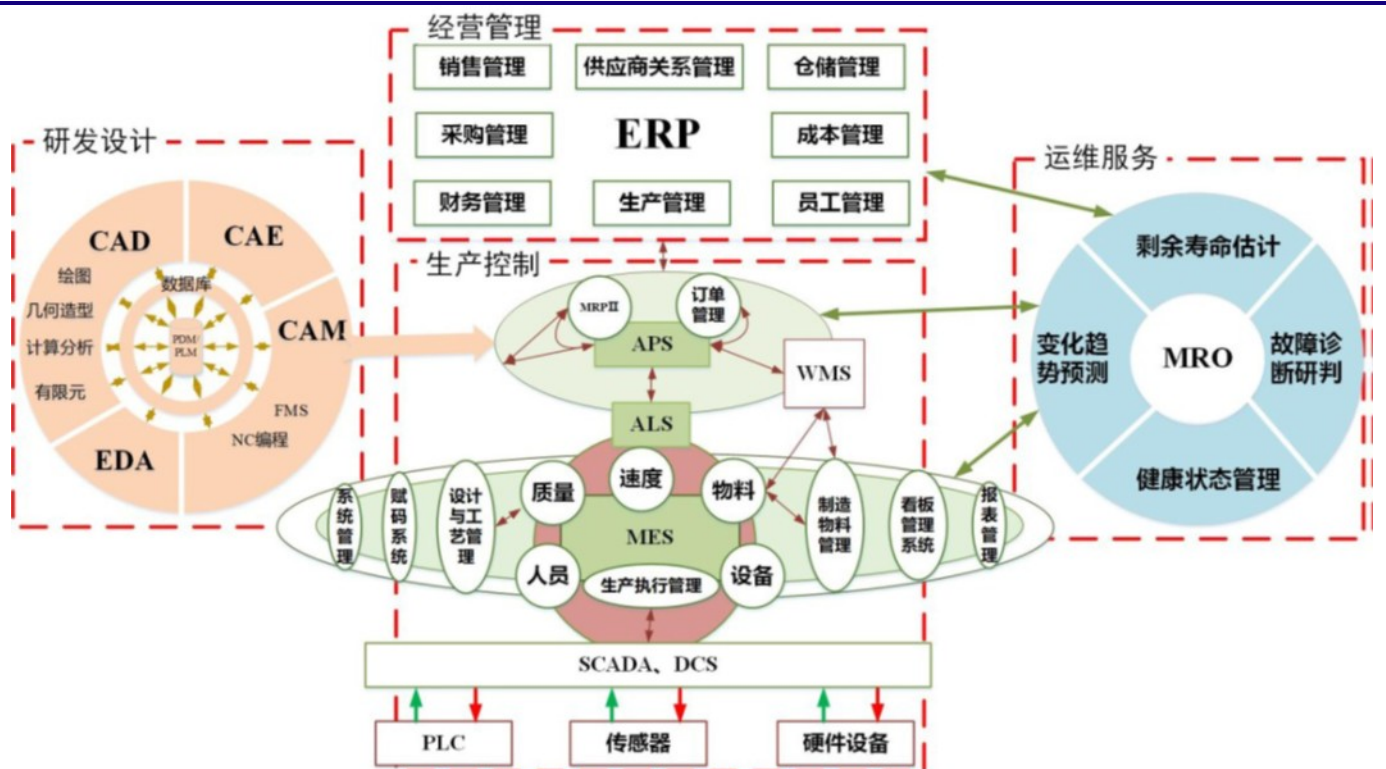 经营管理
销售管理
供应商关系管理
仓储管理
采购管理
ERP
成本管理
财务管理
生产管理
员工管理
研发设计
CAD
CAE
绘图
数据库
几何造型
CAM
计算分析
PDM/
PLM
有限元
FMS
NC编程
EDA
生产控制
MRPⅡ
订单
管理
APS
WMS
ALS
速度
质量
物料
MES
人员
生产执行管理
设备
系
统
管
理
赋
码
系
统
设计
与工
艺管
理
制造
物料
管理
看板
管理
系统
报
表
管
理
SCADA、DCS
PLC
传感器
硬件设备
运维服务
剩余寿命估计
变化趋
势预测
MRO
故障诊
断研判
健康状态管理